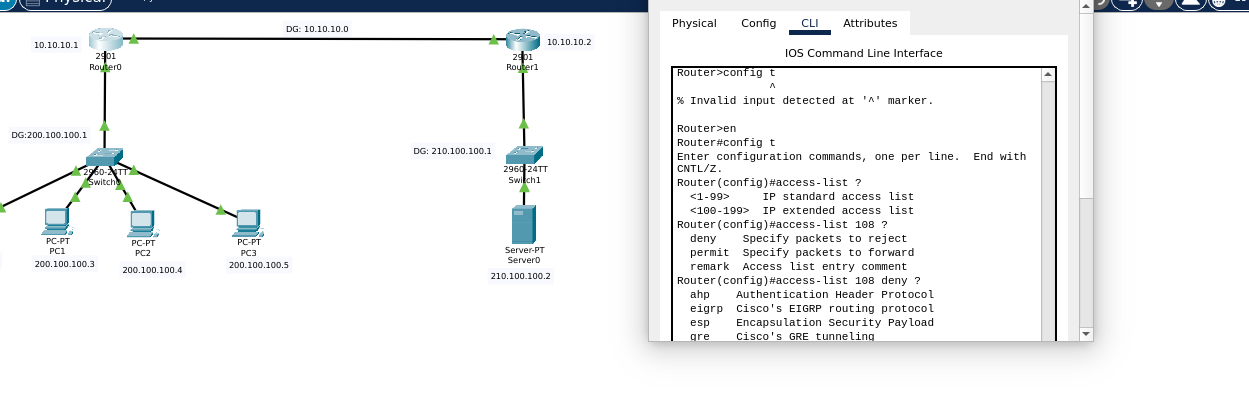 Physical
DG: 10.10.10.0
10.10.10.1
2901
Router0
10.10.10.2
2901
Router1
DG:200.100.100.1
DG: 210.100.100.1
2960-24TT
2960-24TT
Switch1
PC-PT
PC1
PC-PT
PC2
PC-PT
PC3
Server-PT
Server0
200.100.100.3
200.100.100.4
200.100.100.5
210.100.100.2
Physical Config CLI Attributes
IOS Command Line Interface
Router>config t
^
% Invalid input detected at '^' marker.
Router>en
Router#config t
Enter configuration commands, one per line.  End with
CNTL/Z.
Router(config)#access-list ?
<1-99>     IP standard access list
<100-199>  IP extended access list
Router(config)#access-list 108 ?
deny    Specify packets to reject
permit  Specify packets to forward
remark  Access list entry comment
Router(config)#access-list 108 deny ?
ahp    Authentication Header Protocol
eigrp  Cisco's EIGRP routing protocol
esp    Encapsulation Security Payload
gre    Cisco's GRE tunneling